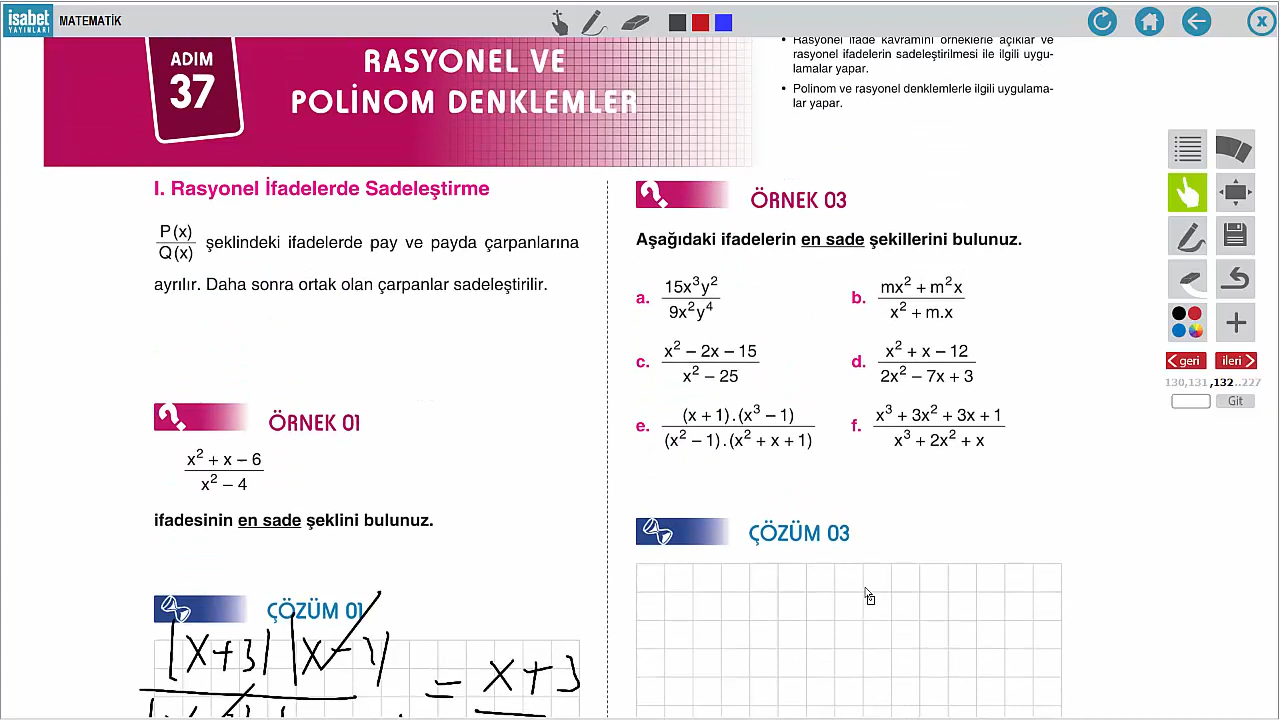 isabet
YAYINLARI
MATEMATİK
ADIM
37
RASYONEL VE
POLİNOM DENKLEMLER
• Rasyonel ifade kavramını örneklerle açıklar ve
rasyonel ifadelerin sadeleştirilmesi ile ilgili uygu-
lamalar yapar.
• Polinom ve rasyonel denklemlerle ilgili uygulama-
lar yapar.
I. Rasyonel İfadelerde Sadeleştirme
P(x)/Q(x) şeklindeki ifadelerde pay ve payda çarpanlarına
ayrılır. Daha sonra ortak olan çarpanlar sadeleştirilir.
ÖRNEK 01
x² + x – 6
x² – 4
ifadesinin en sade şeklini bulunuz.
ÇÖZÜM 01
(x+3) (x-2)
= x+3
ÖRNEK 03
Aşağıdaki ifadelerin en sade şekillerini bulunuz.
a. 15x³y² / 9x²y⁴
b. mx² + m²x / x² + m.x
c. x² – 2x – 15 / x² – 25
d. x² + x – 12 / 2x² – 7x + 3
e. (x + 1).(x³ – 1) / (x² – 1).(x² + x + 1)
f. x³ + 3x² + 3x + 1 / x³ + 2x² + x
ÇÖZÜM 03
geri
ileri
130,131,132..227
Git